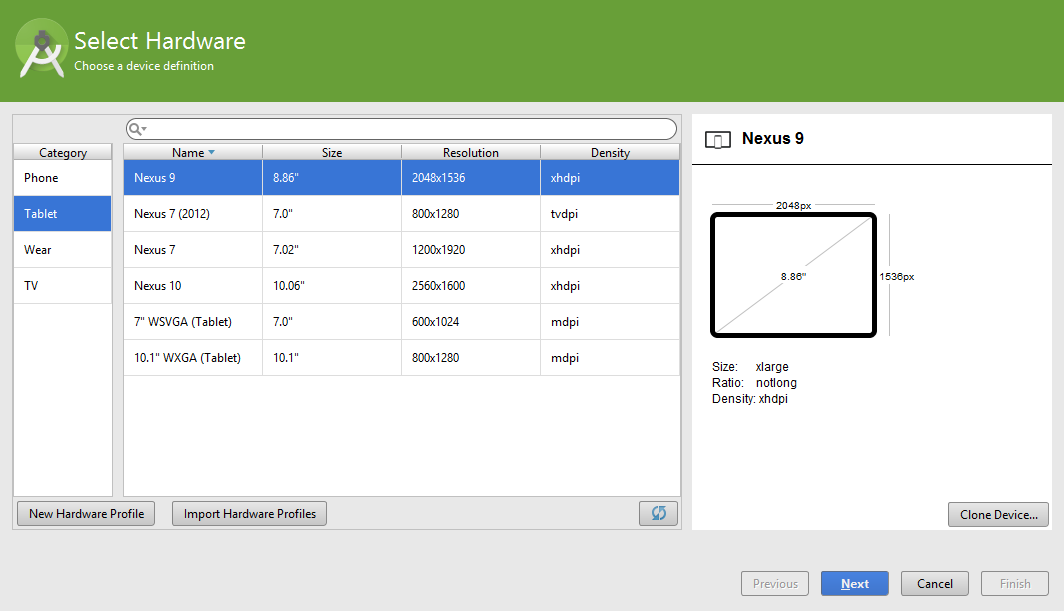 Select Hardware
Choose a device definition
Category
Phone
Tablet
Wear
TV
Name Size Resolution Density
Nexus 9 8.86" 2048x1536 xhdpi
Nexus 7 (2012) 7.0" 800x1280 tvdpi
Nexus 7 7.02" 1200x1920 xhdpi
Nexus 10 10.06" 2560x1600 xhdpi
7" WSVGA (Tablet) 7.0" 600x1024 mdpi
10.1" WXGA (Tablet) 10.1" 800x1280 mdpi
New Hardware Profile Import Hardware Profiles
Nexus 9
2048px
8.86" 1536px
Size: xlarge
Ratio: notlong
Density: xhdpi
Clone Device...
Previous Next Cancel Finish